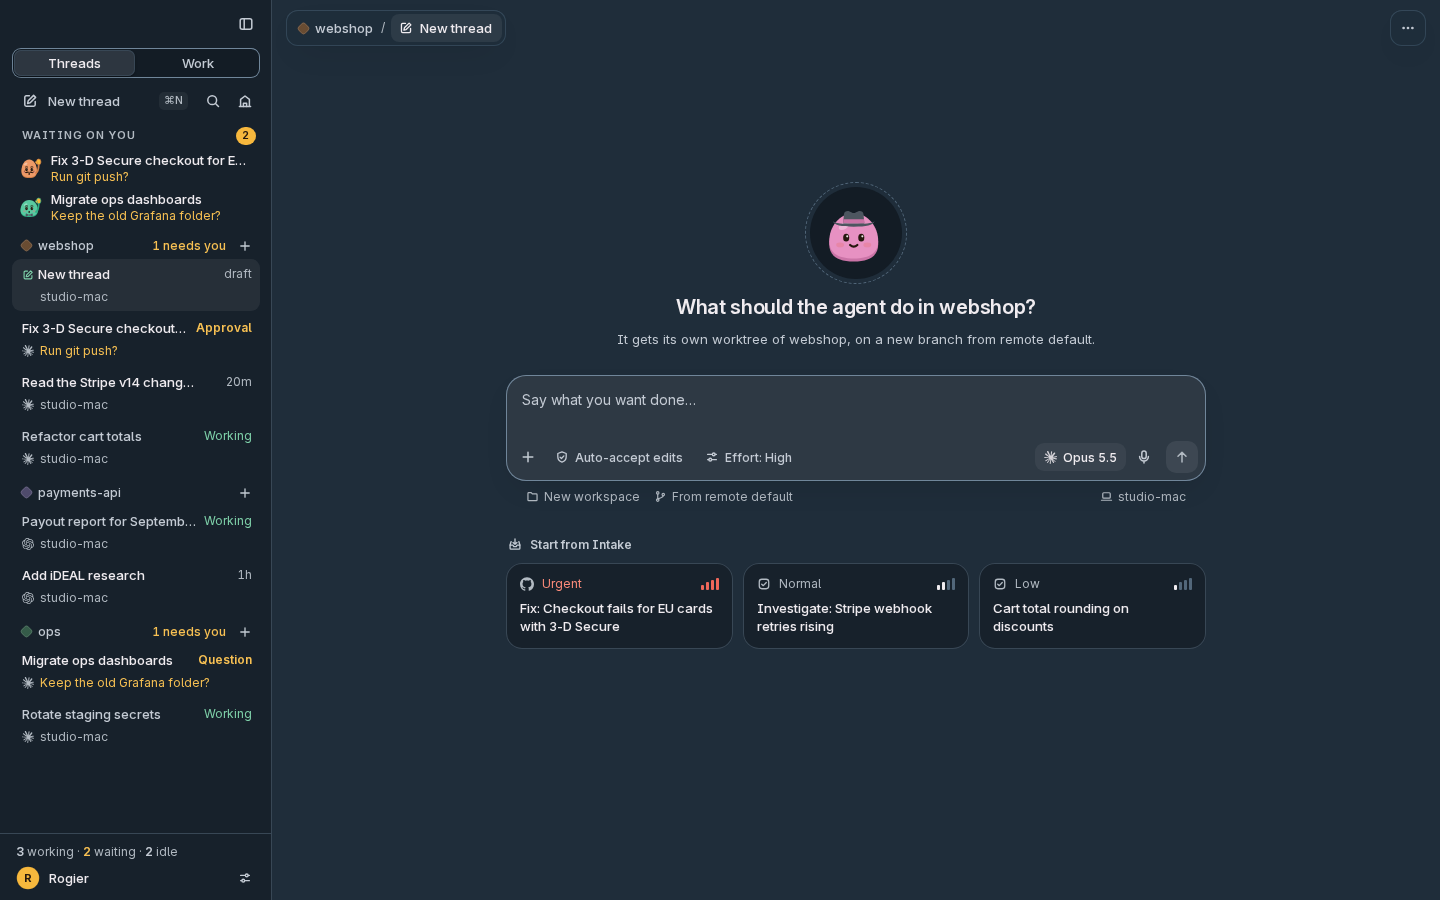 Threads
Work
New thread
⌘N
WAITING ON YOU
2
Fix 3-D Secure checkout for E…
Run git push?
Migrate ops dashboards
Keep the old Grafana folder?
webshop
1 needs you
New thread
draft
studio-mac
Fix 3-D Secure checkout…
Approval
Run git push?
Read the Stripe v14 chang…
20m
studio-mac
Refactor cart totals
Working
studio-mac
payments-api
Payout report for Septemb…
Working
studio-mac
Add iDEAL research
1h
studio-mac
ops
1 needs you
Migrate ops dashboards
Question
Keep the old Grafana folder?
Rotate staging secrets
Working
studio-mac
3 working · 2 waiting · 2 idle
R
Rogier
webshop / New thread
What should the agent do in webshop?
It gets its own worktree of webshop, on a new branch from remote default.
Say what you want done…
Auto-accept edits
Effort: High
Opus 5.5
New workspace
From remote default
studio-mac
Start from Intake
Urgent
Fix: Checkout fails for EU cards
with 3-D Secure
Normal
Investigate: Stripe webhook
retries rising
Low
Cart total rounding on
discounts